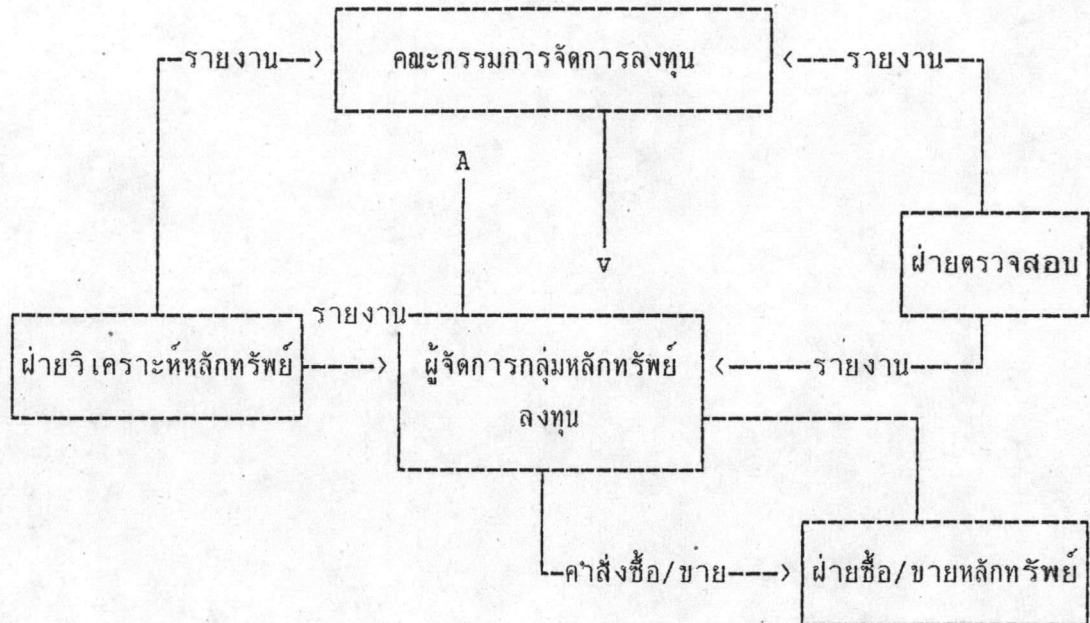 รายงาน
คณะกรรมการจัดการลงทุน
รายงาน
A
v
ฝ่ายตรวจสอบ
รายงาน
ฝ่ายวิเคราะห์หลักทรัพย์
ผู้จัดการกลุ่มหลักทรัพย์
ลงทุน
รายงาน
คำสั่งซื้อ/ขาย
ฝ่ายซื้อ/ขายหลักทรัพย์